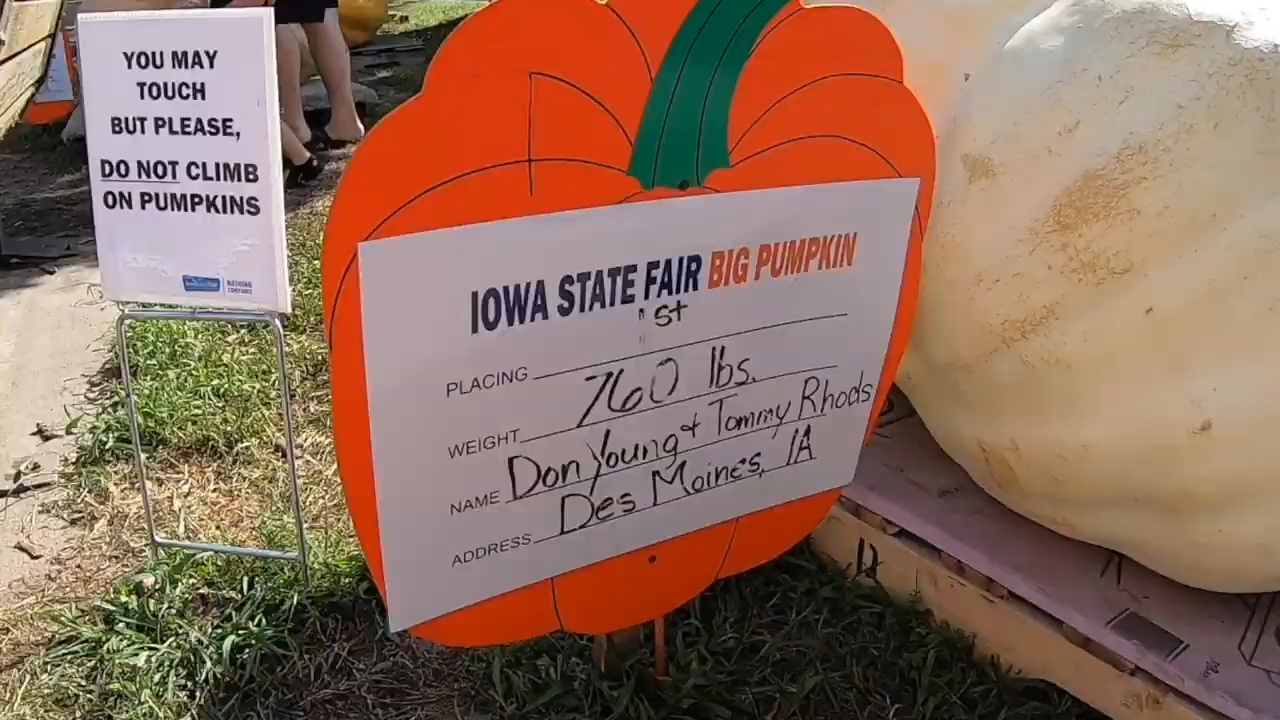 YOU MAY
TOUCH
BUT PLEASE,
DO NOT CLIMB
ON PUMPKINS
IOWA STATE FAIR BIG PUMPKIN
PLACING 1st
WEIGHT 760 lbs.
NAME Don Young + Tommy Rhods
ADDRESS Des Moines, IA